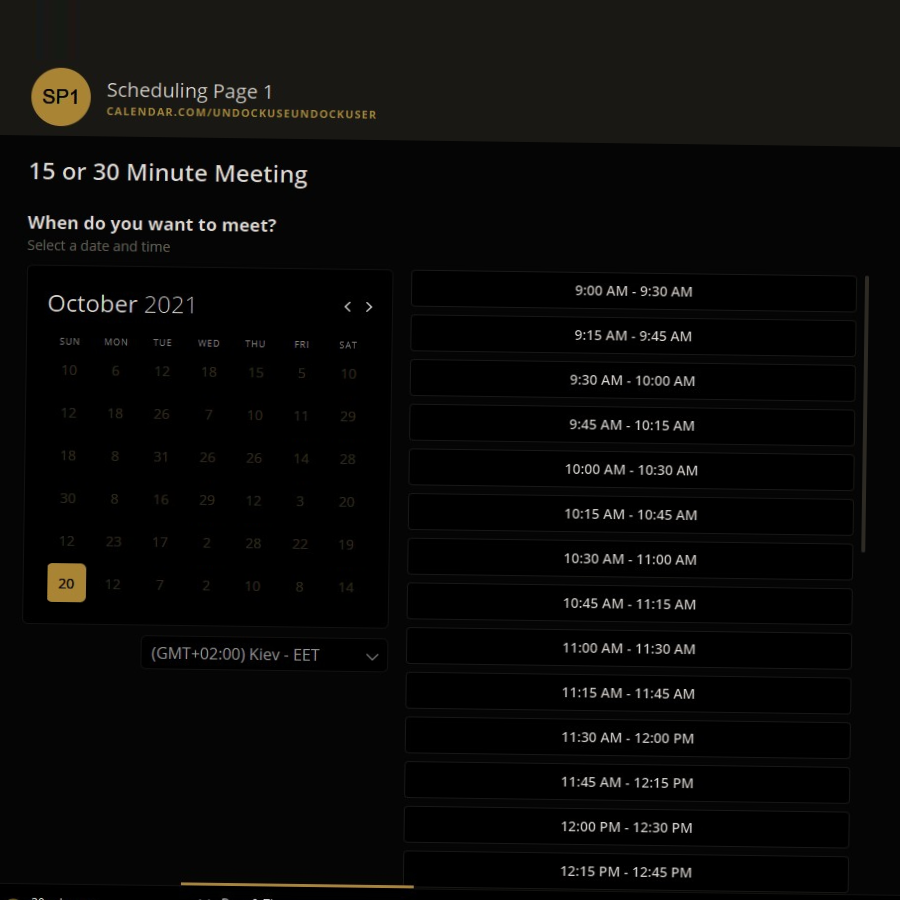 SP1
Scheduling Page 1
CALENDAR.COM/UNDOCKUSEUNDOCKUSER
15 or 30 Minute Meeting
When do you want to meet?
Select a date and time
October 2021
SUN MON TUE WED THU FRI SAT
10 6 12 18 15 5 10
12 18 26 7 10 11 29
18 8 31 26 26 14 28
30 8 16 29 12 3 20
12 23 17 2 28 22 19
20 12 7 2 10 8 14
(GMT+02:00) Kiev - EET
9:00 AM - 9:30 AM
9:15 AM - 9:45 AM
9:30 AM - 10:00 AM
9:45 AM - 10:15 AM
10:00 AM - 10:30 AM
10:15 AM - 10:45 AM
10:30 AM - 11:00 AM
10:45 AM - 11:15 AM
11:00 AM - 11:30 AM
11:15 AM - 11:45 AM
11:30 AM - 12:00 PM
11:45 AM - 12:15 PM
12:00 PM - 12:30 PM
12:15 PM - 12:45 PM